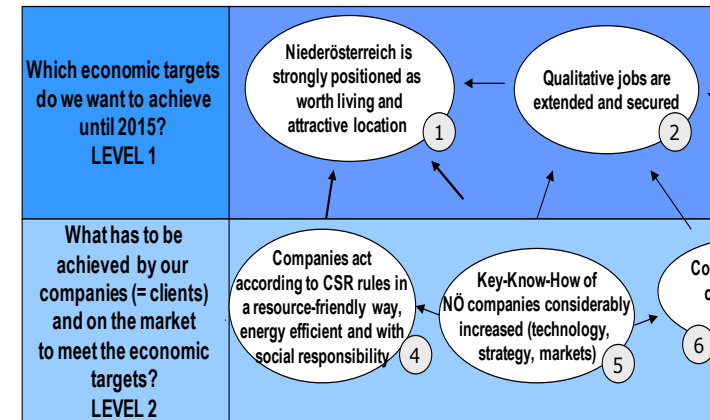 Which economic targets
do we want to achieve
until 2015?
LEVEL 1
Niederösterreich is
strongly positioned as
worth living and
attractive location
1
Qualitative jobs are
extended and secured
2
What has to be
achieved by our
companies (= clients)
and on the market
to meet the economic
targets?
LEVEL 2
Companies act
according to CSR rules in
a resource-friendly way,
energy efficient and with
social responsibility
4
Key-Know-How of
NÖ companies considerably
increased (technology,
strategy, markets)
5
6